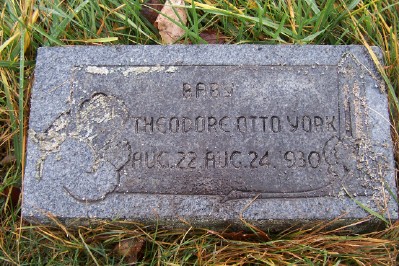 BABY
THEODORE OTTO YORK
AUG.22 AUG.24.930